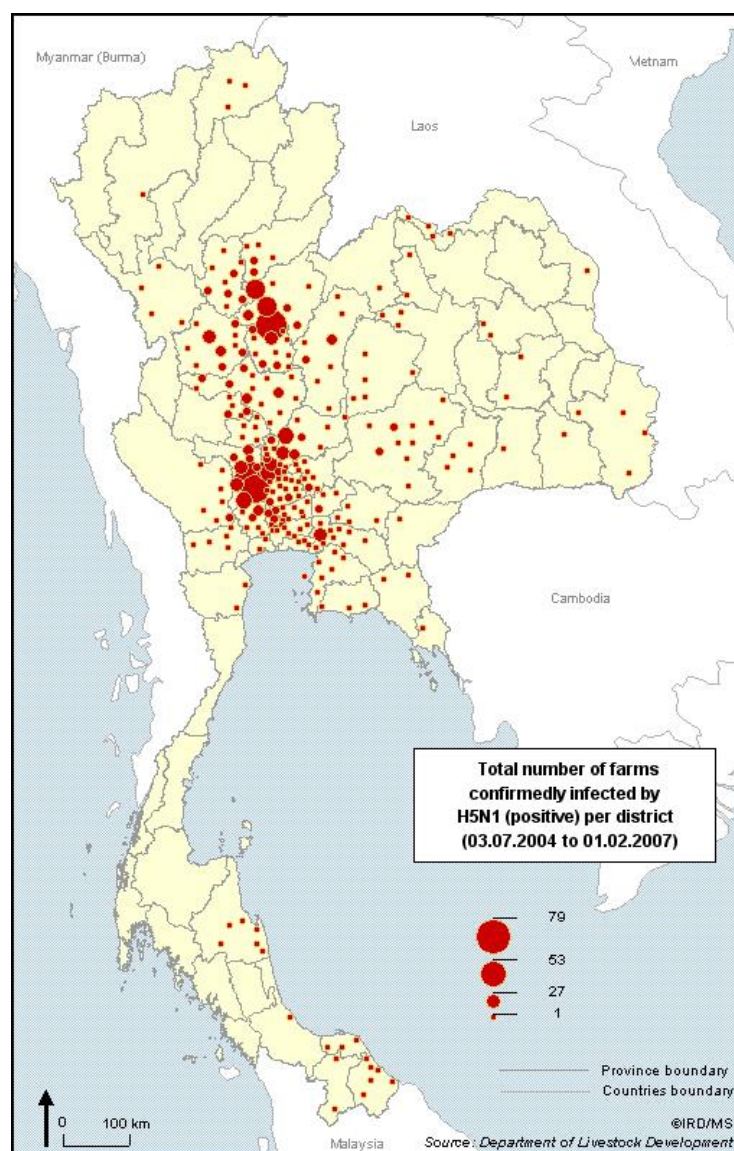 Myanmar (Burma)
Vietnam
Laos
Cambodia
Total number of farms
confirmedly infected by
H5N1 (positive) per district
(03.07.2004 to 01.02.2007)
79
53
27
1
Province boundary
Countries boundary
0 100 km
©IRD/MS
Malaysia
Source: Department of Livestock Development